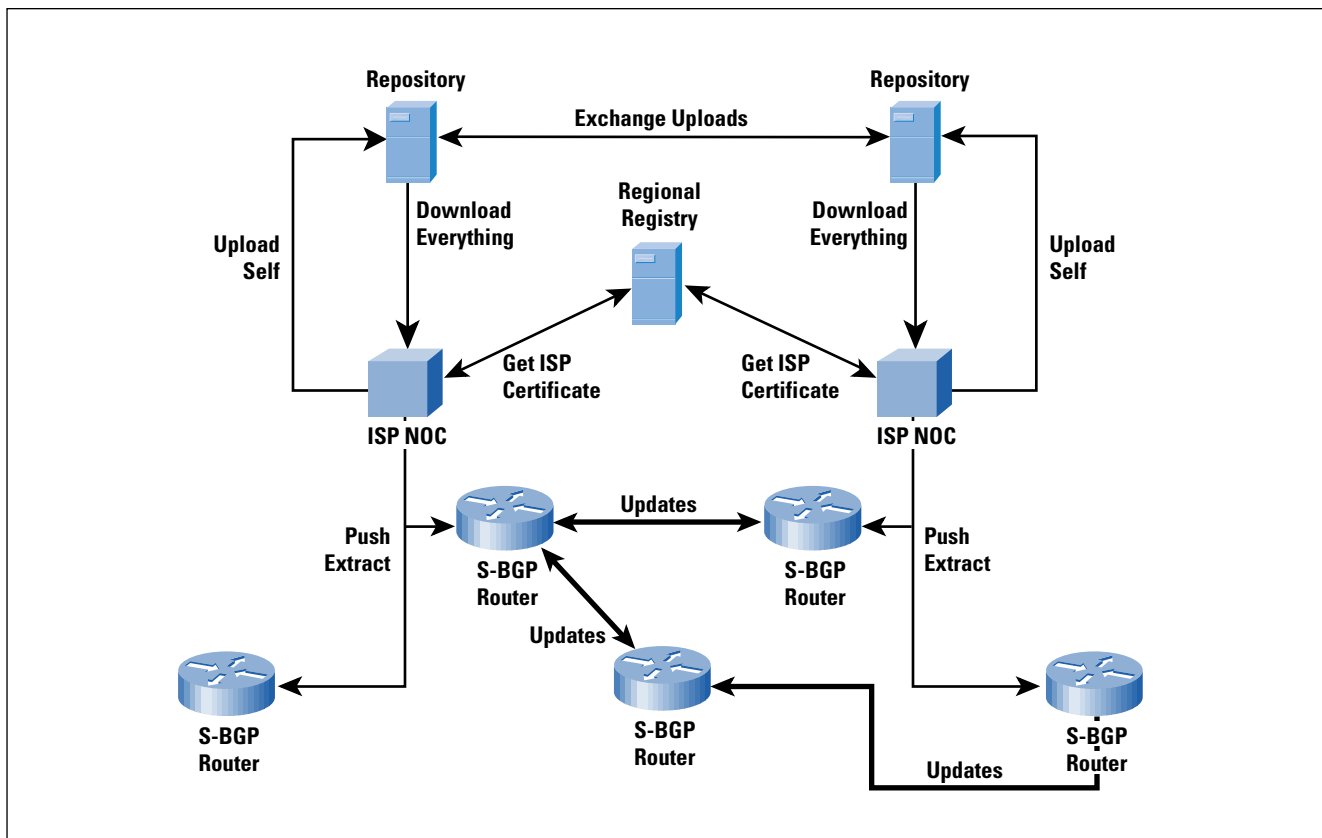 Repository
Repository
Exchange Uploads
Regional
Registry
Download
Everything
Download
Everything
Upload
Self
Upload
Self
Get ISP
Certificate
Get ISP
Certificate
ISP NOC
ISP NOC
Updates
Push
Extract
Push
Extract
S-BGP
Router
S-BGP
Router
Updates
S-BGP
Router
S-BGP
Router
S-BGP
Router
Updates